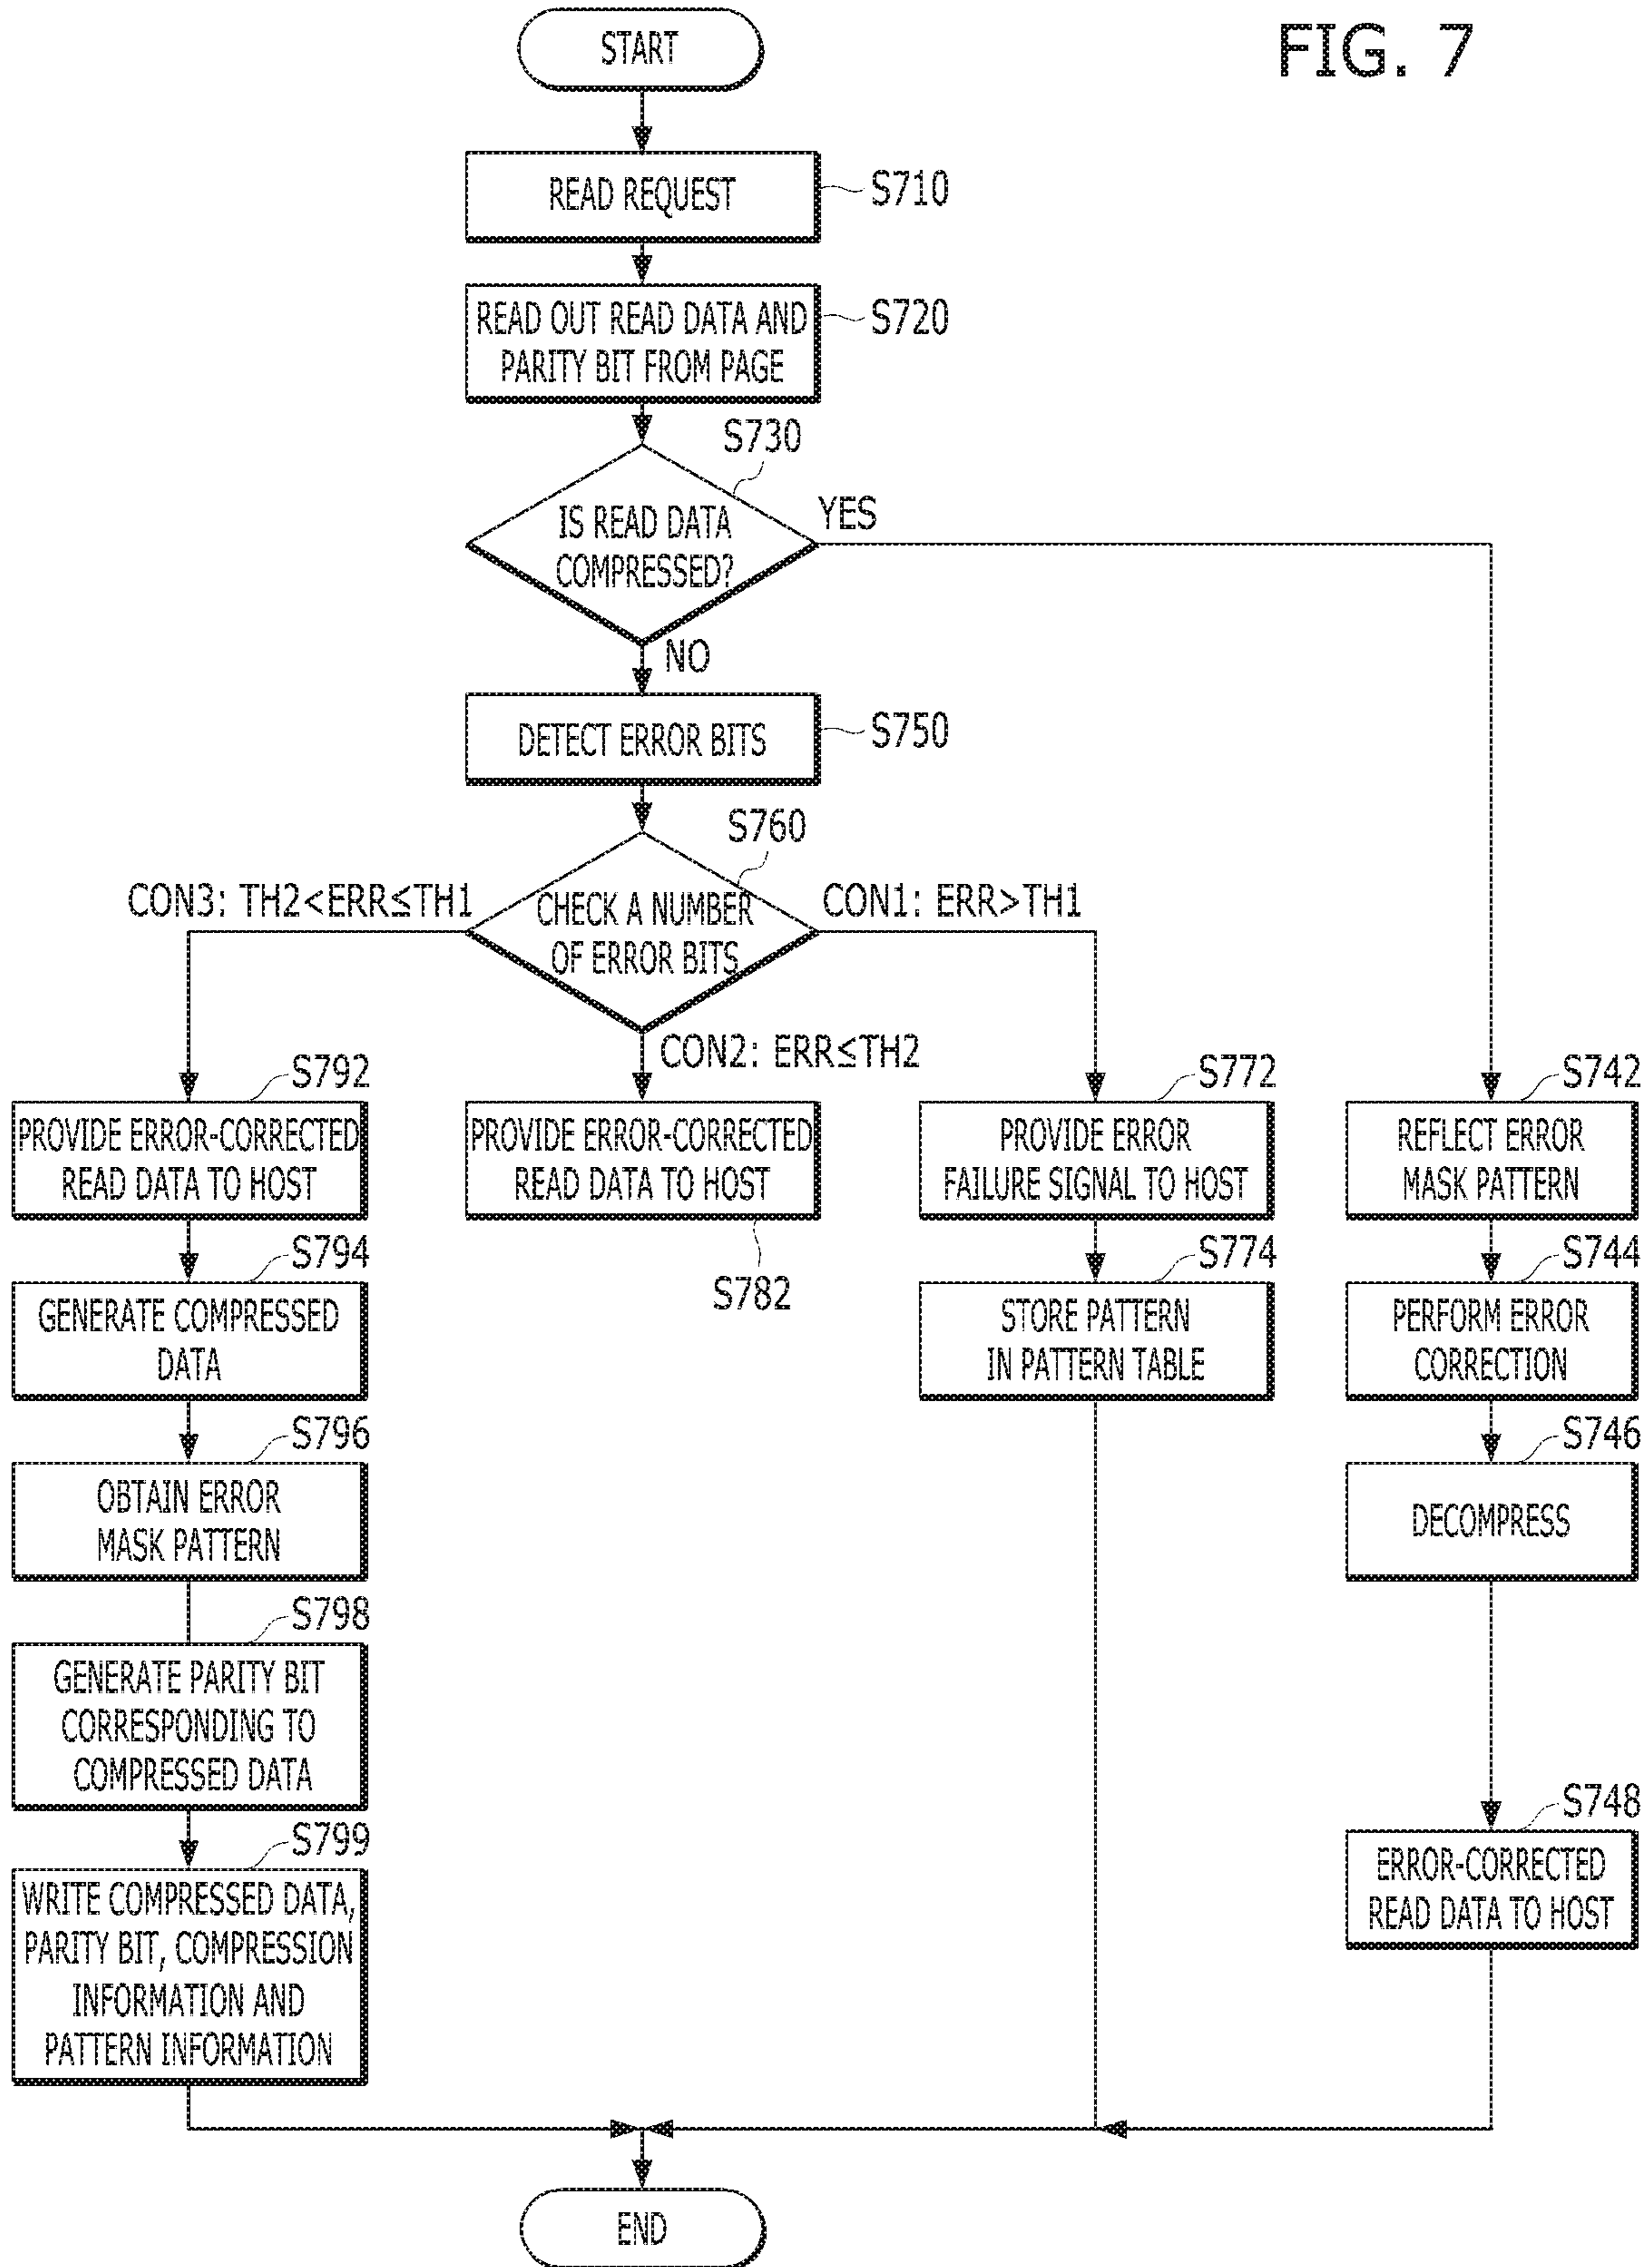 FIG. 7
START
READ REQUEST
S710
READ OUT READ DATA AND
PARITY BIT FROM PAGE
S720
S730
IS READ DATA
COMPRESSED?
YES
NO
DETECT ERROR BITS
S750
S760
CHECK A NUMBER
OF ERROR BITS
CON3: TH2<ERR≤TH1
CON1: ERR>TH1
CON2: ERR≤TH2
S792
PROVIDE ERROR-CORRECTED
READ DATA TO HOST
S794
GENERATE COMPRESSED
DATA
S796
OBTAIN ERROR
MASK PATTERN
S798
GENERATE PARITY BIT
CORRESPONDING TO
COMPRESSED DATA
S799
WRITE COMPRESSED DATA,
PARITY BIT, COMPRESSION
INFORMATION AND
PATTERN INFORMATION
PROVIDE ERROR-CORRECTED
READ DATA TO HOST
S782
S772
PROVIDE ERROR
FAILURE SIGNAL TO HOST
S774
STORE PATTERN
IN PATTERN TABLE
S742
REFLECT ERROR
MASK PATTERN
S744
PERFORM ERROR
CORRECTION
S746
DECOMPRESS
S748
ERROR-CORRECTED
READ DATA TO HOST
END